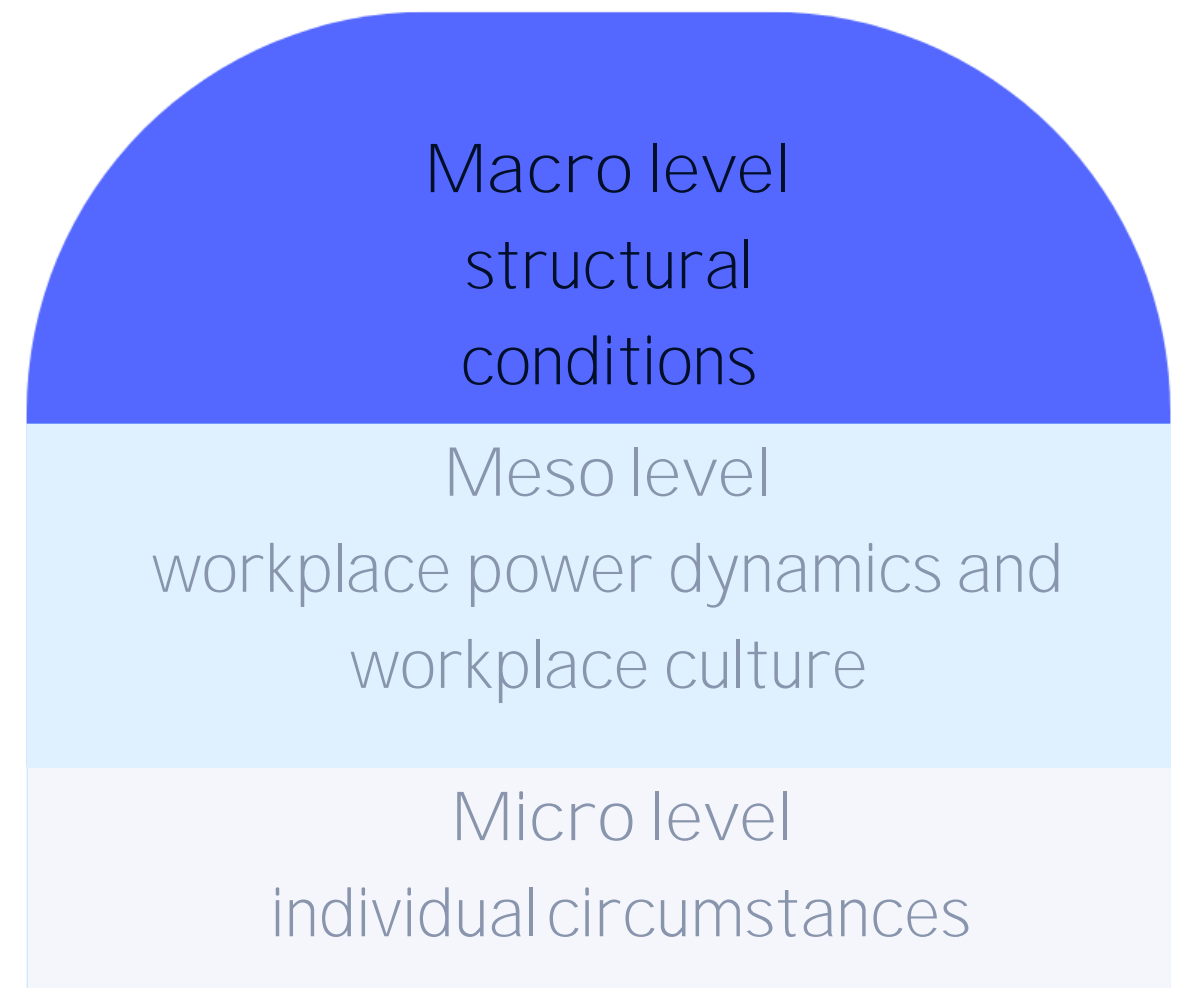 Macro level
structural
conditions
Meso level
workplace power dynamics and
workplace culture
Micro level
individual circumstances